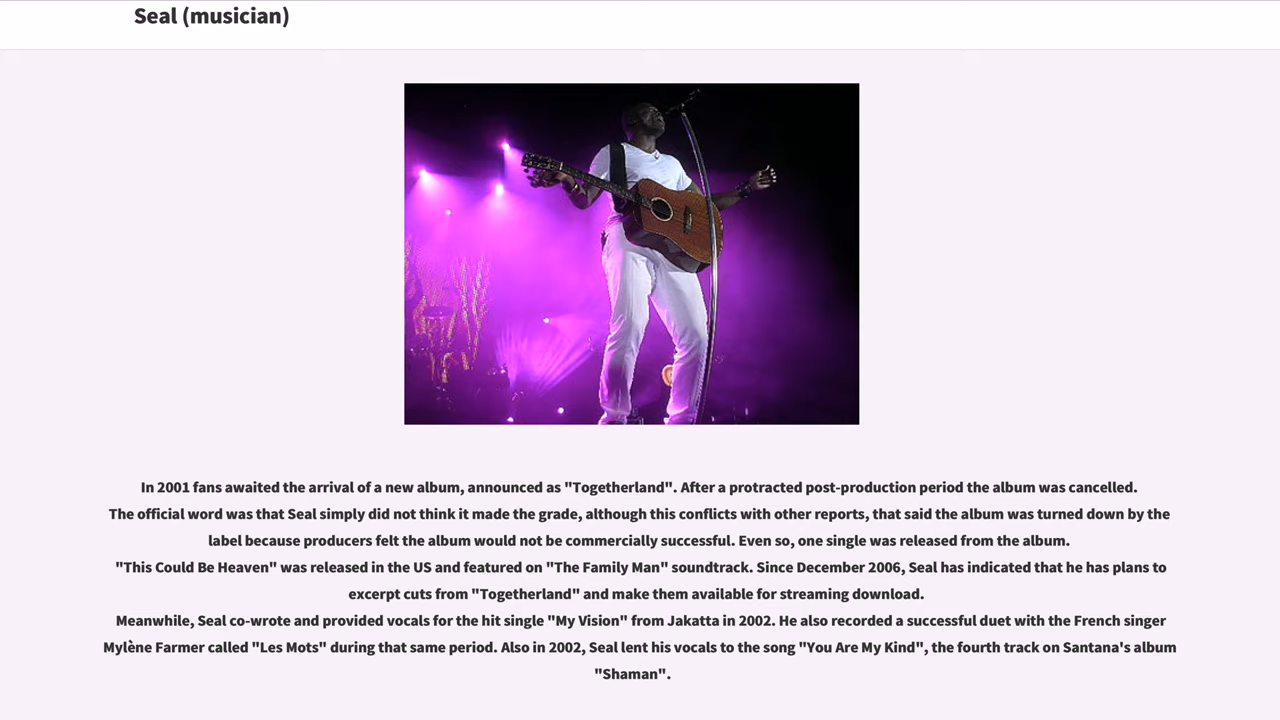 Seal (musician)
In 2001 fans awaited the arrival of a new album, announced as "Togetherland". After a protracted post-production period the album was cancelled.
The official word was that Seal simply did not think it made the grade, although this conflicts with other reports, that said the album was turned down by the
label because producers felt the album would not be commercially successful. Even so, one single was released from the album.
"This Could Be Heaven" was released in the US and featured on "The Family Man" soundtrack. Since December 2006, Seal has indicated that he has plans to
excerpt cuts from "Togetherland" and make them available for streaming download.
Meanwhile, Seal co-wrote and provided vocals for the hit single "My Vision" from Jakatta in 2002. He also recorded a successful duet with the French singer
Mylène Farmer called "Les Mots" during that same period. Also in 2002, Seal lent his vocals to the song "You Are My Kind", the fourth track on Santana's album
"Shaman".